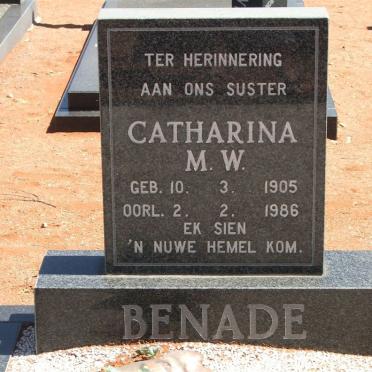 TER HERINNERING
AAN ONS SUSTER
CATHARINA
M. W.
GEB. 10. 3. 1905
OORL. 2. 2. 1986
EK SIEN
'N NUWE HEMEL KOM.
BENADE